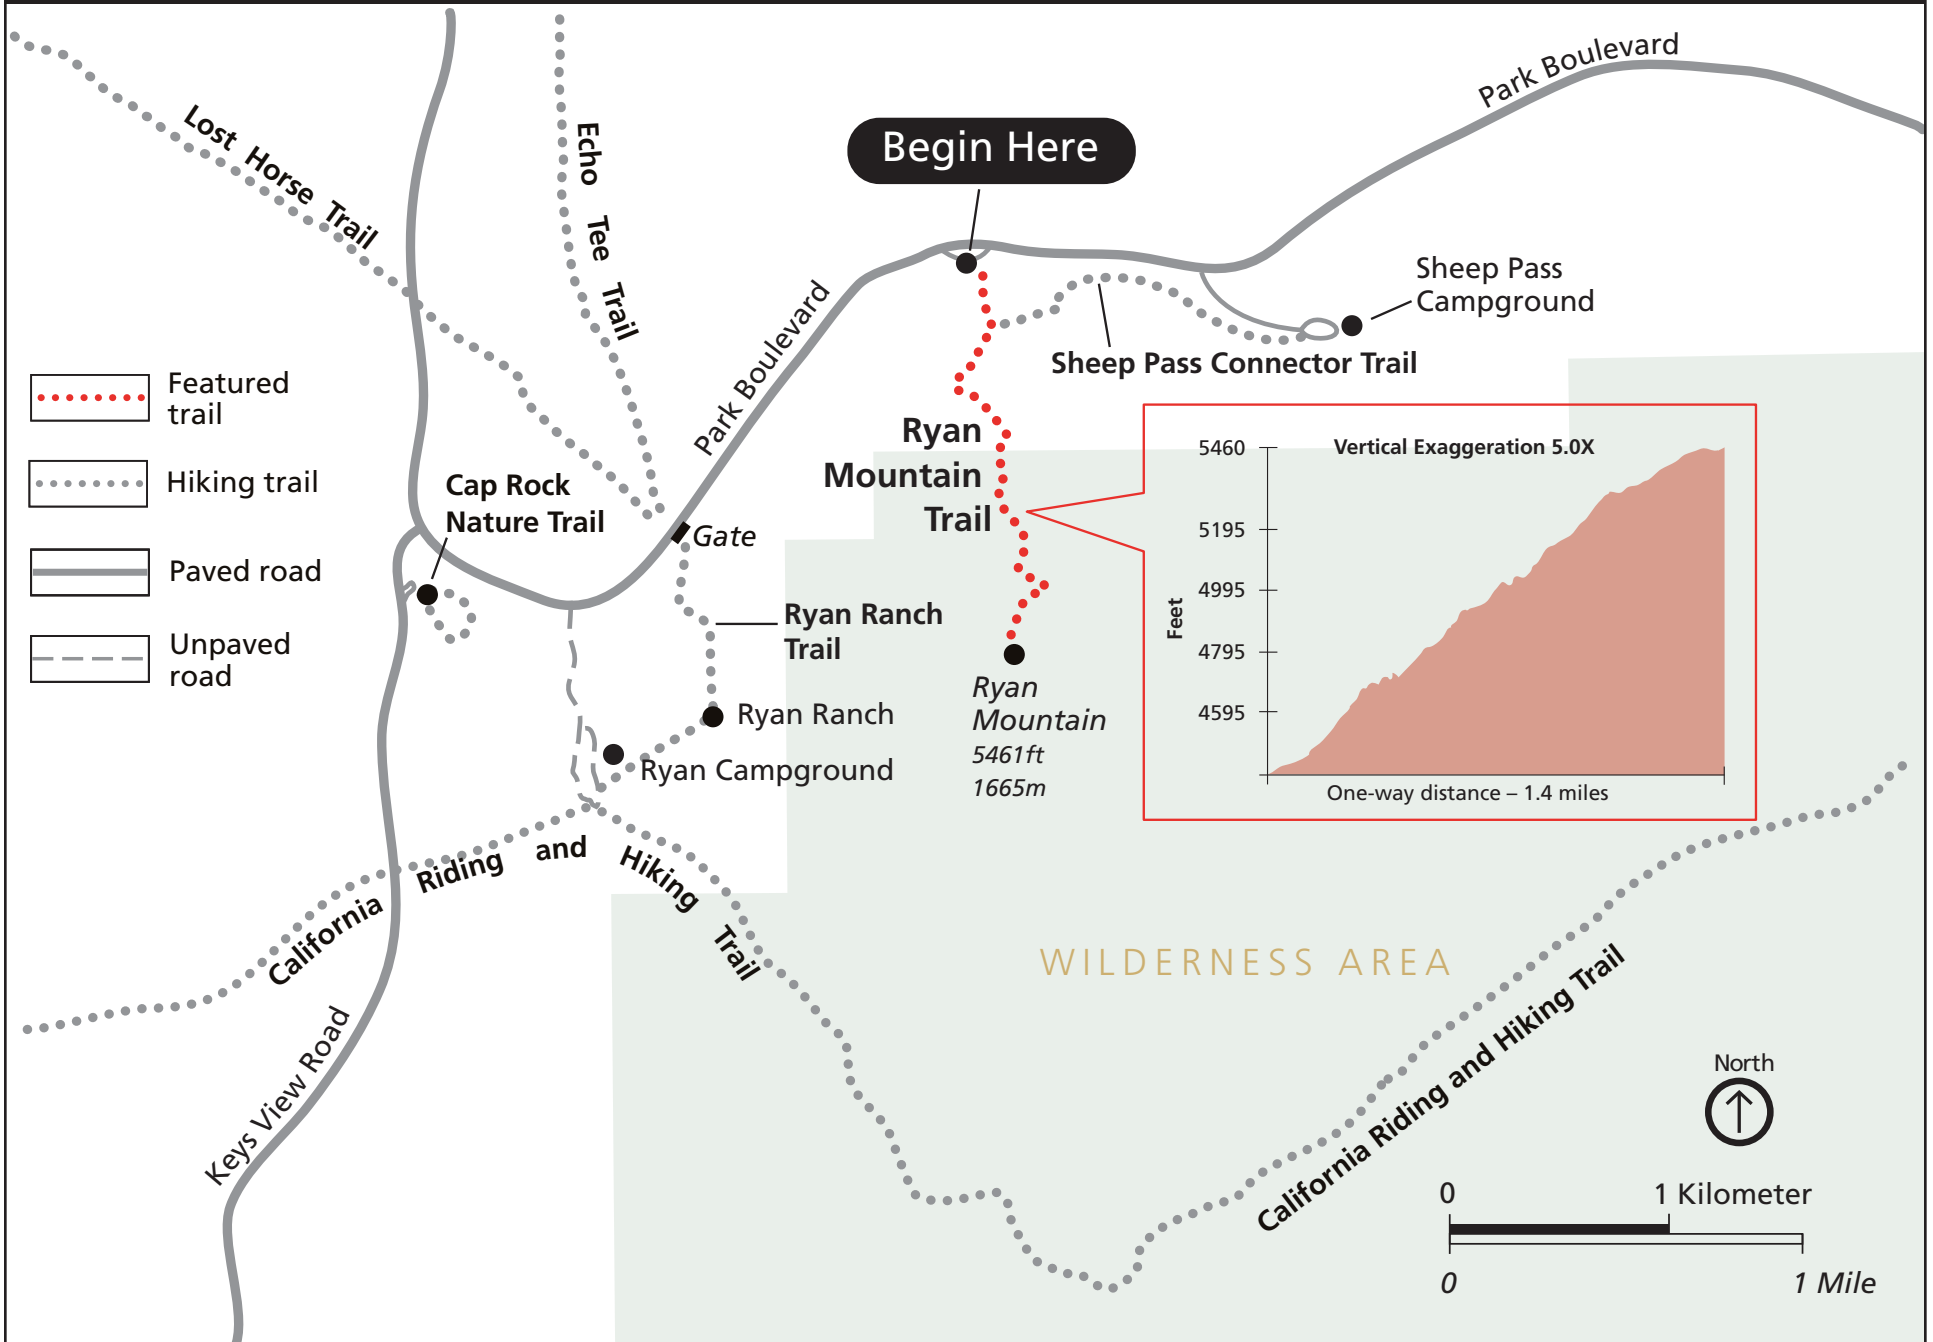 Park Boulevard
Begin Here
Lost Horse Trail
Echo Tee Trail
Sheep Pass
Campground
Park Boulevard
Sheep Pass Connector Trail
Featured
trail
Hiking trail
Paved road
Unpaved
road
Cap Rock
Nature Trail
Gate
Ryan
Mountain
Trail
Ryan Ranch
Trail
Ryan Ranch
Ryan Campground
Ryan
Mountain
5461ft
1665m
Vertical Exaggeration 5.0X
Feet
5460
5195
4995
4795
4595
One-way distance – 1.4 miles
California Riding and Hiking Trail
WILDERNESS AREA
California Riding and Hiking Trail
Keys View Road
North
0 1 Kilometer
0 1 Mile